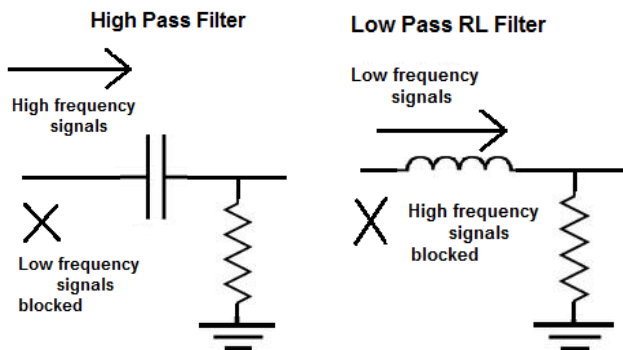 High Pass Filter
High frequency
signals
Low frequency
signals
blocked
Low Pass RL Filter
Low frequency
signals
High frequency
signals
blocked